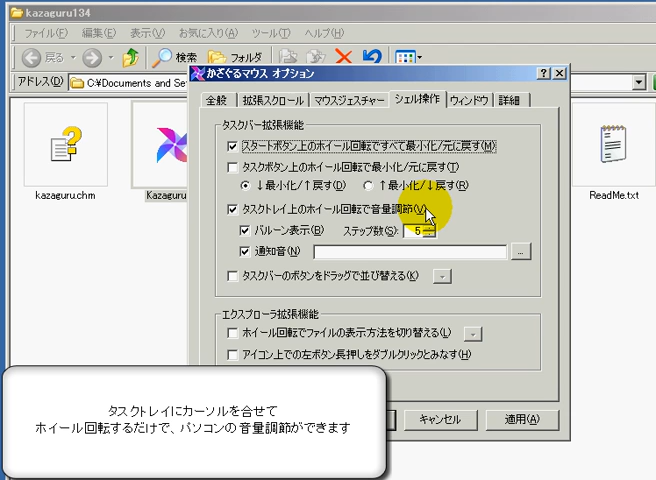 kazaguru134
ファイル(F) 編集(E) 表示(V) お気に入り(A) ツール(T) ヘルプ(H)
戻る 検索 フォルダ
アドレス(D) C:¥Documents and Se
かざぐるマウス オプション
全般 拡張スクロール マウスジェスチャー シェル操作 ウィンドウ 詳細
タスクバー拡張機能
スタートボタン上のホイール回転ですべて最小化/元に戻す(M)
タスクボタン上のホイール回転で最小化/元に戻す(T)
↓最小化/↑戻す(D) ↑最小化/↓戻す(R)
タスクトレイ上のホイール回転で音量調節(V)
バルーン表示(B) ステップ数(S): 5
通知音(N) ...
タスクバーのボタンをドラッグで並び替える(K)
エクスプローラ拡張機能
ホイール回転でファイルの表示方法を切り替える(L)
アイコン上での左ボタン長押しをダブルクリックとみなす(H)
キャンセル 適用(A)
kazaguru.chm
Kazagu
ReadMe.txt
タスクトレイにカーソルを合せて
ホイール回転するだけで、パソコンの音量調節ができます